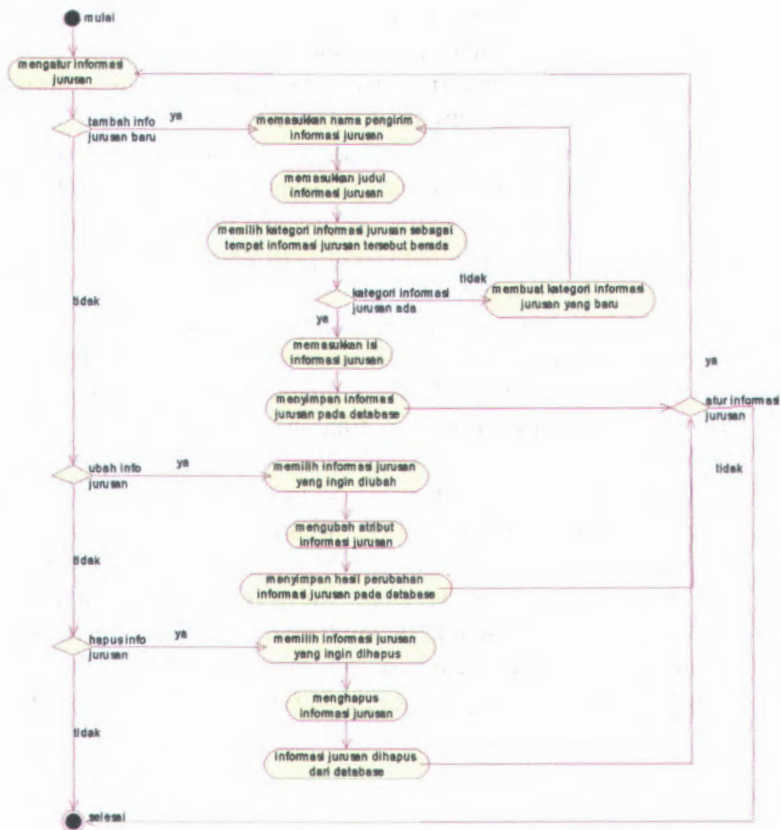 mulai
mengatur informasi
jurusan
tambah info
jurusan baru
ya
memasukkan nama pengirim
informasi jurusan
memasukkan judul
informasi jurusan
memilih kategori informasi jurusan sebagai
tempat informasi jurusan tersebut berada
tidak
kategori informasi
jurusan ada
tidak
membuat kategori informasi
jurusan yang baru
ya
memasukkan isi
informasi jurusan
menyimpan informasi
jurusan pada database
ya
atur informasi
jurusan
tidak
ubah info
jurusan
ya
memilih informasi jurusan
yang ingin diubah
mengubah atribut
informasi jurusan
tidak
menyimpan hasil perubahan
informasi jurusan pada database
hapus info
jurusan
ya
memilih informasi jurusan
yang ingin dihapus
menghapus
informasi jurusan
tidak
informasi jurusan dihapus
dari database
selesai